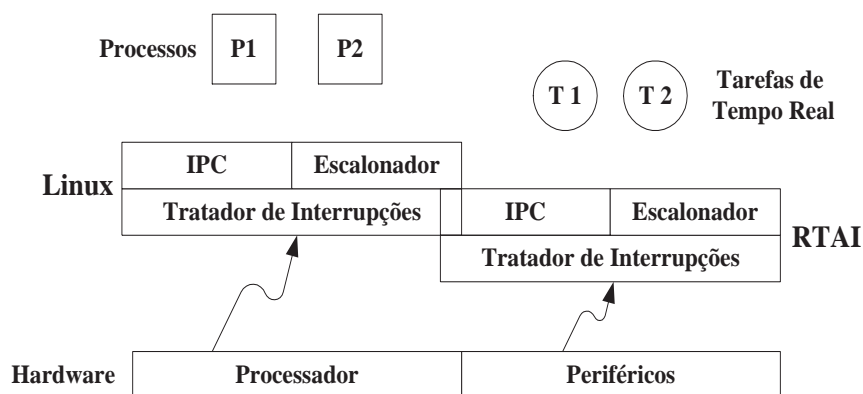 Processos
P1
P2
T 1
T 2
Tarefas de
Tempo Real
Linux
IPC
Escalonador
Tratador de Interrupções
IPC
Escalonador
RTAI
Tratador de Interrupções
Hardware
Processador
Periféricos